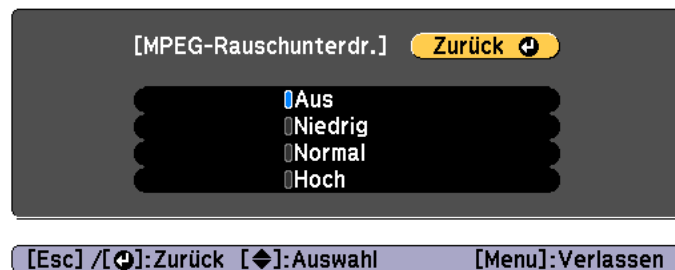 [MPEG-Rauschunterdr.] Zurück
Aus
Niedrig
Normal
Hoch
[Esc] /[⏎]:Zurück [◆]:Auswahl [Menu]:Verlassen